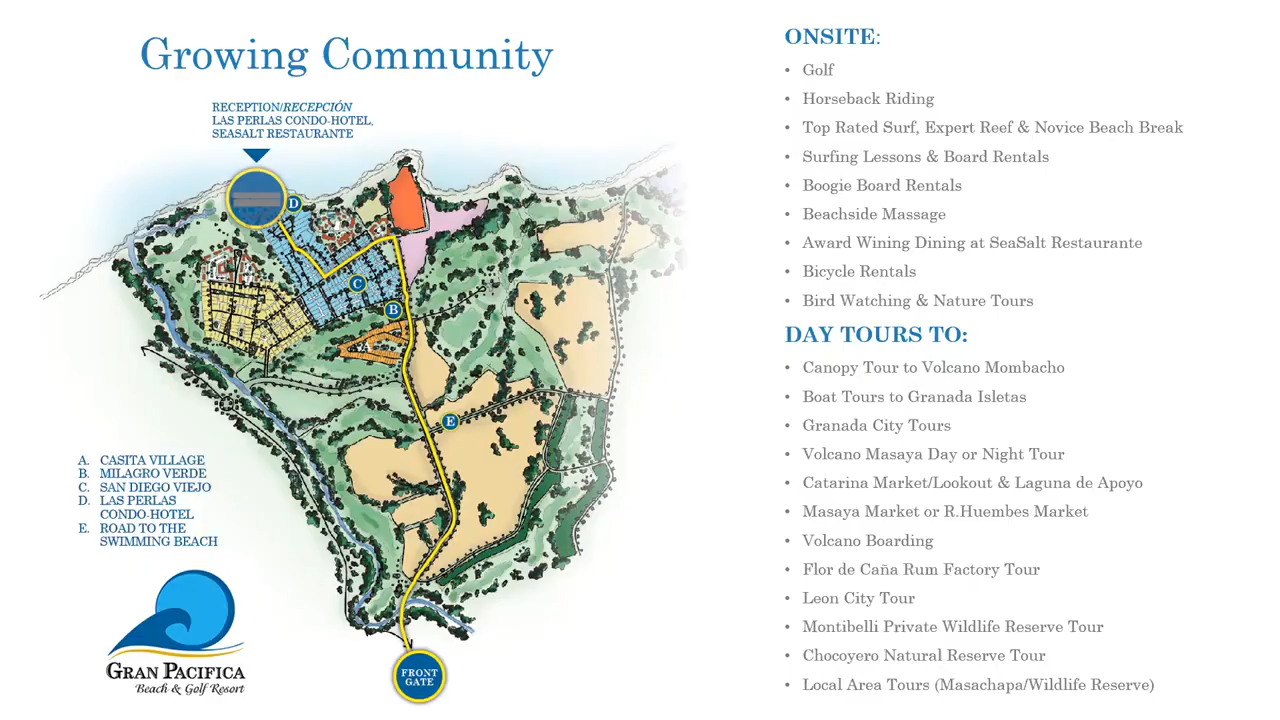 Growing Community
RECEPTION/RECEPCIÓN
LAS PERLAS CONDO-HOTEL,
SEASALT RESTAURANTE
D
C
B
A
E
A. CASITA VILLAGE
B. MILAGRO VERDE
C. SAN DIEGO VIEJO
D. LAS PERLAS
CONDO-HOTEL
E. ROAD TO THE
SWIMMING BEACH
GRAN PACIFICA
Beach & Golf Resort
FRONT
GATE
ONSITE:
• Golf
• Horseback Riding
• Top Rated Surf, Expert Reef & Novice Beach Break
• Surfing Lessons & Board Rentals
• Boogie Board Rentals
• Beachside Massage
• Award Wining Dining at SeaSalt Restaurante
• Bicycle Rentals
• Bird Watching & Nature Tours
DAY TOURS TO:
• Canopy Tour to Volcano Mombacho
• Boat Tours to Granada Isletas
• Granada City Tours
• Volcano Masaya Day or Night Tour
• Catarina Market/Lookout & Laguna de Apoyo
• Masaya Market or R.Huembes Market
• Volcano Boarding
• Flor de Caña Rum Factory Tour
• Leon City Tour
• Montibelli Private Wildlife Reserve Tour
• Chocoyero Natural Reserve Tour
• Local Area Tours (Masachapa/Wildlife Reserve)